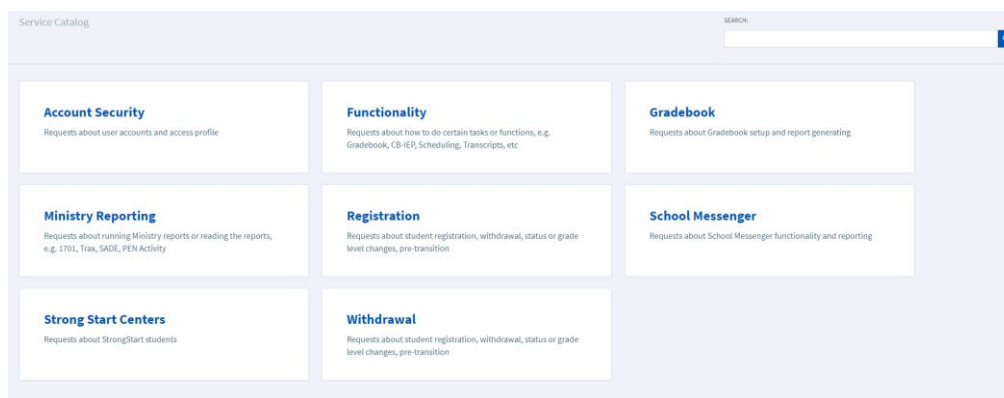 Service Catalog
SEARCH:
Account Security
Requests about user accounts and access profile
Functionality
Requests about how to do certain tasks or functions, e.g.
Gradebook, CB-IEP, Scheduling, Transcripts, etc
Gradebook
Requests about Gradebook setup and report generating
Ministry Reporting
Requests about running Ministry reports or reading the reports,
e.g. 1701, Trax, SADE, PEN Activity
Registration
Requests about student registration, withdrawal, status or grade
level changes, pre-transition
School Messenger
Requests about School Messenger functionality and reporting
Strong Start Centers
Requests about StrongStart students
Withdrawal
Requests about student registration, withdrawal, status or grade
level changes, pre-transition